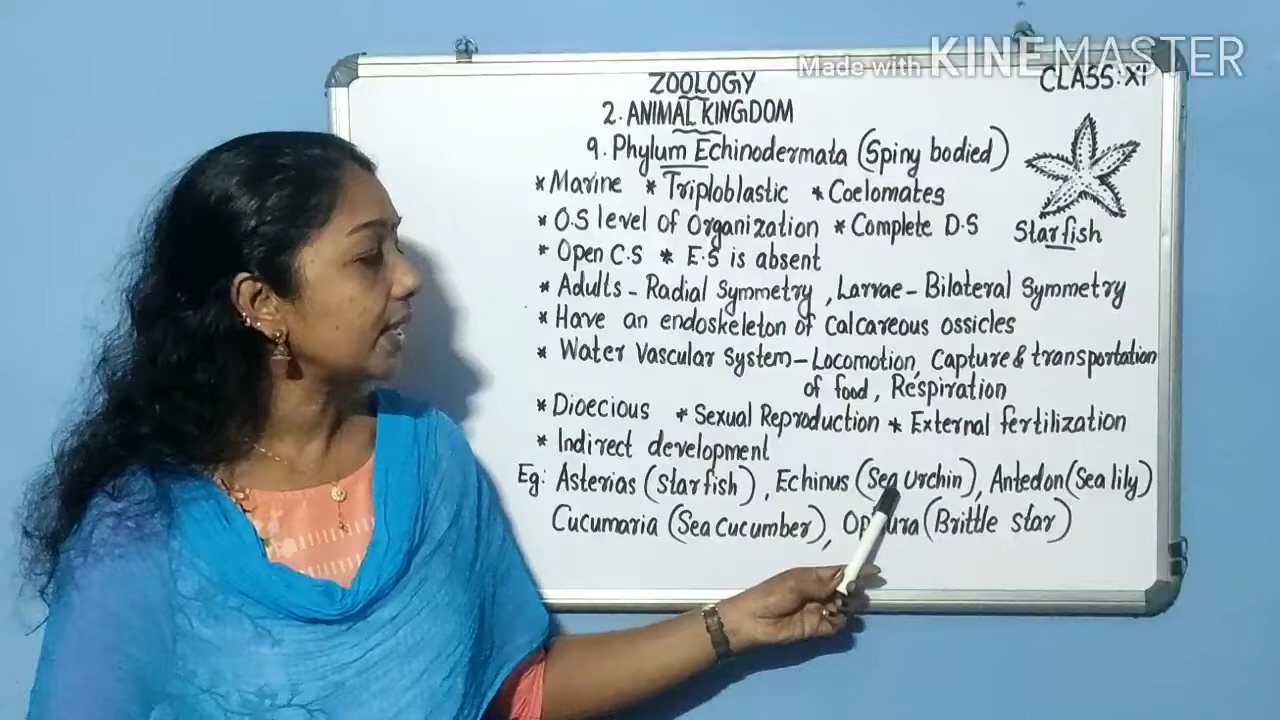 Made with KINEMASTER
ZOOLOGY
CLASS: XI
2. ANIMAL KINGDOM
9. Phylum Echinodermata (Spiny bodied)
* Marine * Triploblastic * Coelomates
* O.S level of Organization * Complete D.S
Starfish
* Open C.S * E.S is absent
* Adults - Radial Symmetry, Larvae - Bilateral Symmetry
* Have an endoskeleton of Calcareous ossicles
* Water Vascular System - Locomotion, Capture & transportation
of food, Respiration
* Dioecious * Sexual Reproduction * External fertilization
* Indirect development
Eg: Asterias (Starfish), Echinus (Sea Urchin), Antedon (Sea lily)
Cucumaria (Sea Cucumber), (Brittle star)